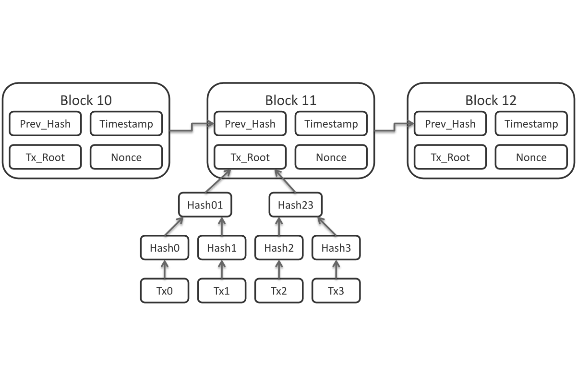 Block 10
Block 11
Block 12
Prev_Hash
Timestamp
Prev_Hash
Timestamp
Prev_Hash
Timestamp
Tx_Root
Nonce
Tx_Root
Nonce
Tx_Root
Nonce
Hash01
Hash23
Hash0
Hash1
Hash2
Hash3
Tx0
Tx1
Tx2
Tx3